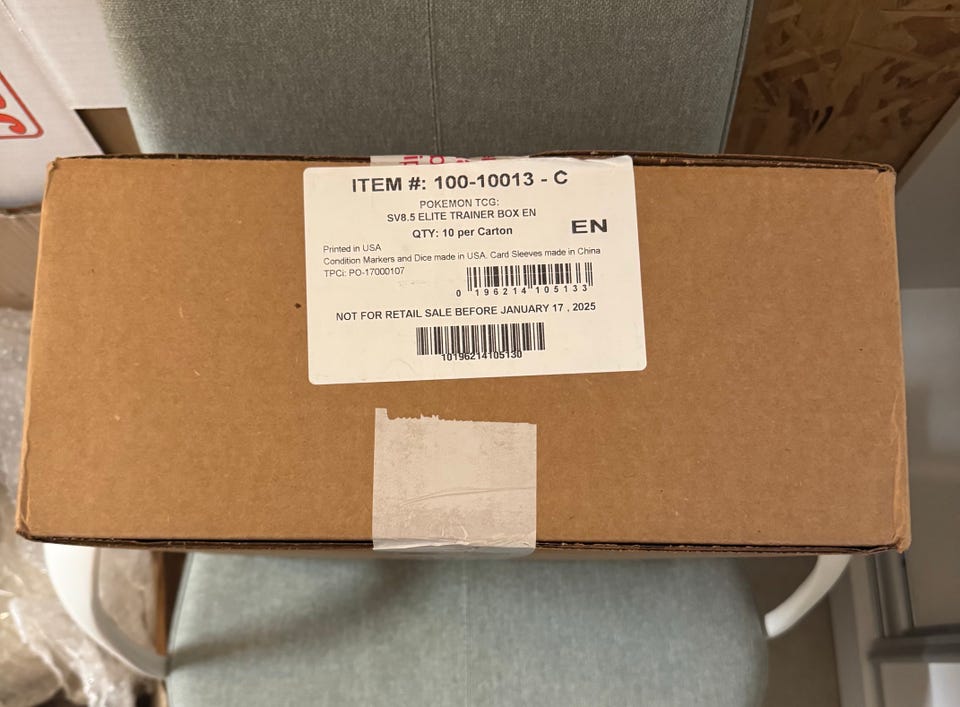 ITEM #: 100-10013 - C
POKEMON TCG:
SV8.5 ELITE TRAINER BOX EN
QTY: 10 per Carton
EN
Printed in USA
Condition Markers and Dice made in USA. Card Sleeves made in China
TPCi: PO-17000107
0 196214 105133
NOT FOR RETAIL SALE BEFORE JANUARY 17 , 2025
10196214105130